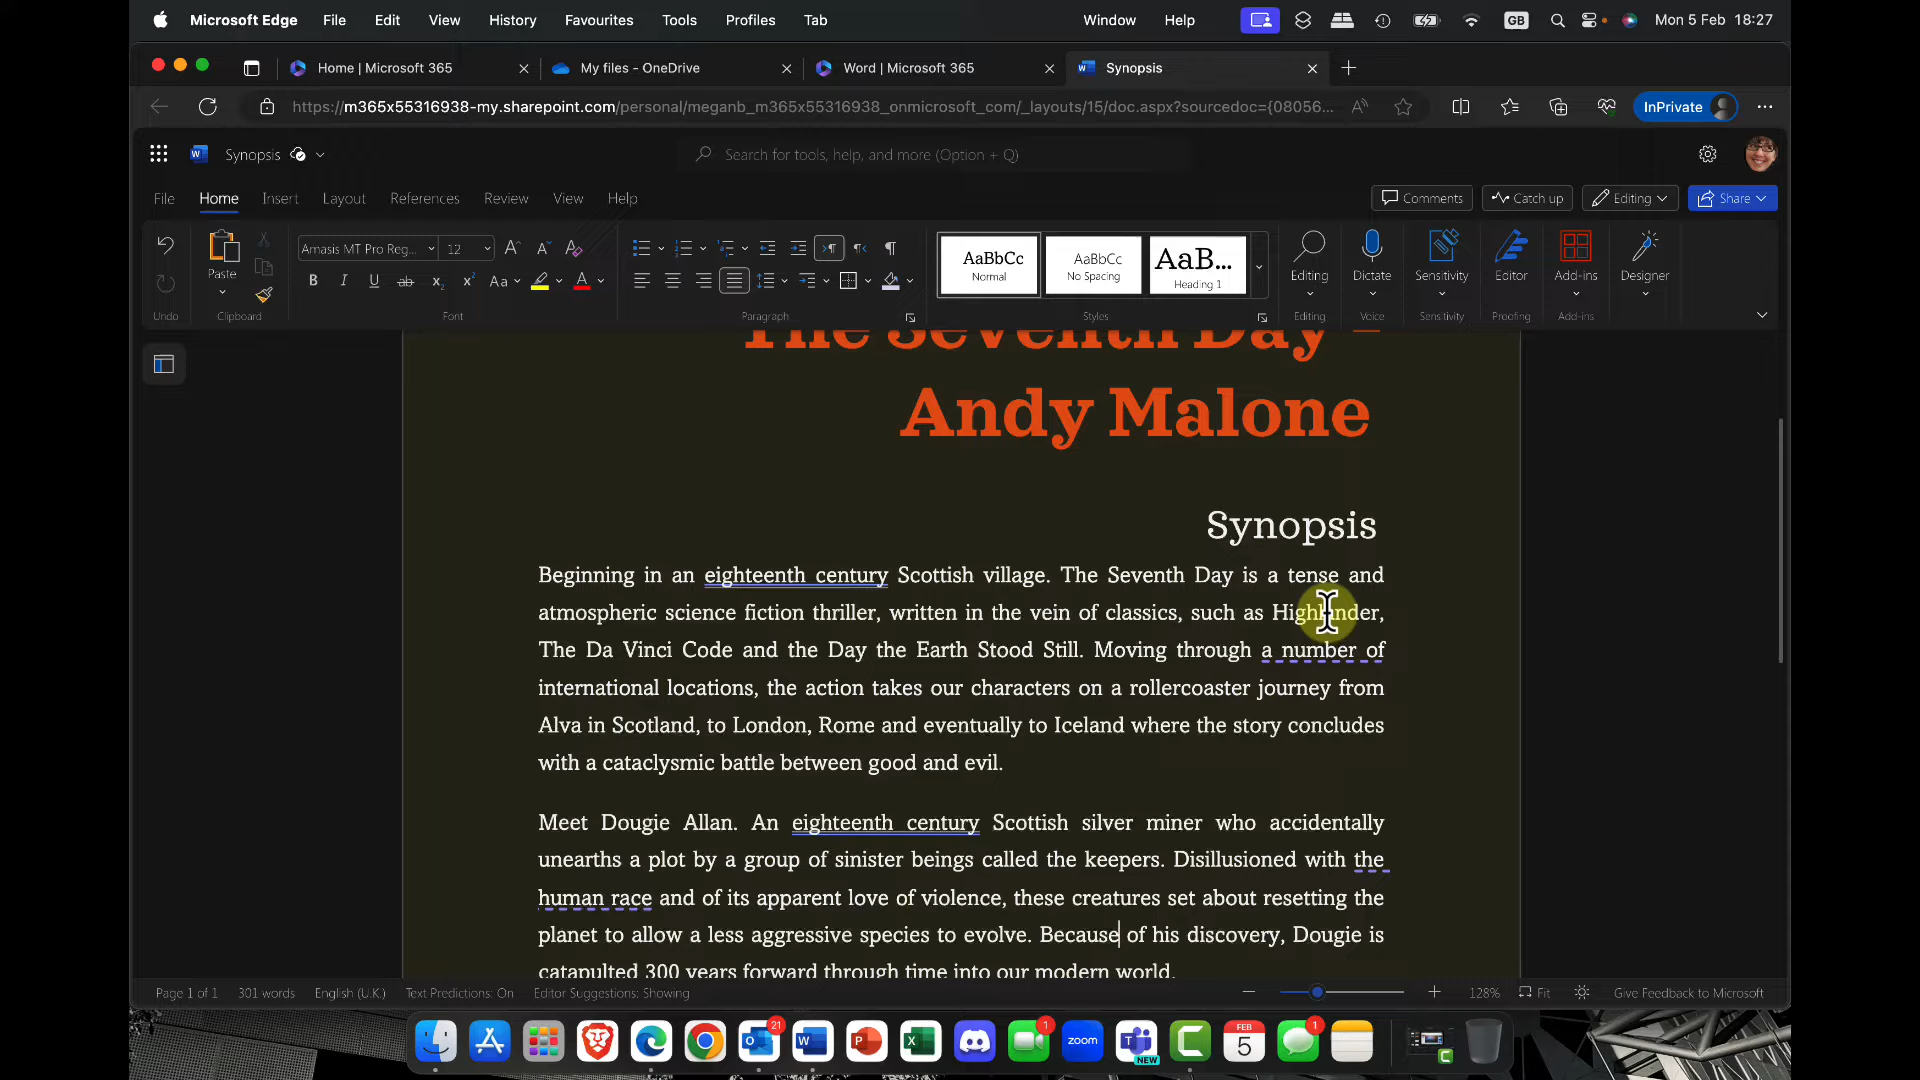 Microsoft Edge File Edit View History Favourites Tools Profiles Tab Window Help GB Mon 5 Feb 18:27
Home | Microsoft 365 My files - OneDrive Word | Microsoft 365 Synopsis
https://m365x55316938-my.sharepoint.com/personal/meganb_m365x55316938_onmicrosoft_com/_layouts/15/doc.aspx?sourcedoc={08056... InPrivate
Synopsis Search for tools, help, and more (Option + Q)
File Home Insert Layout References Review View Help Comments Catch up Editing Share
Amasis MT Pro Reg... 12
Paste
AaBbCc AaBbCc AaB...
Normal No Spacing Heading 1
Editing Dictate Sensitivity Editor Add-ins Designer
Undo Clipboard Font Paragraph Styles Editing Voice Sensitivity Proofing Add-ins
The Seventh Day –
Andy Malone
Synopsis
Beginning in an eighteenth century Scottish village. The Seventh Day is a tense and
atmospheric science fiction thriller, written in the vein of classics, such as Highlander,
The Da Vinci Code and the Day the Earth Stood Still. Moving through a number of
international locations, the action takes our characters on a rollercoaster journey from
Alva in Scotland, to London, Rome and eventually to Iceland where the story concludes
with a cataclysmic battle between good and evil.
Meet Dougie Allan. An eighteenth century Scottish silver miner who accidentally
unearths a plot by a group of sinister beings called the keepers. Disillusioned with the
human race and of its apparent love of violence, these creatures set about resetting the
planet to allow a less aggressive species to evolve. Because of his discovery, Dougie is
catapulted 300 years forward through time into our modern world.
Page 1 of 1 301 words English (U.K.) Text Predictions: On Editor Suggestions: Showing 128% Fit Give Feedback to Microsoft
21 1 zoom NEW FEB 5 1